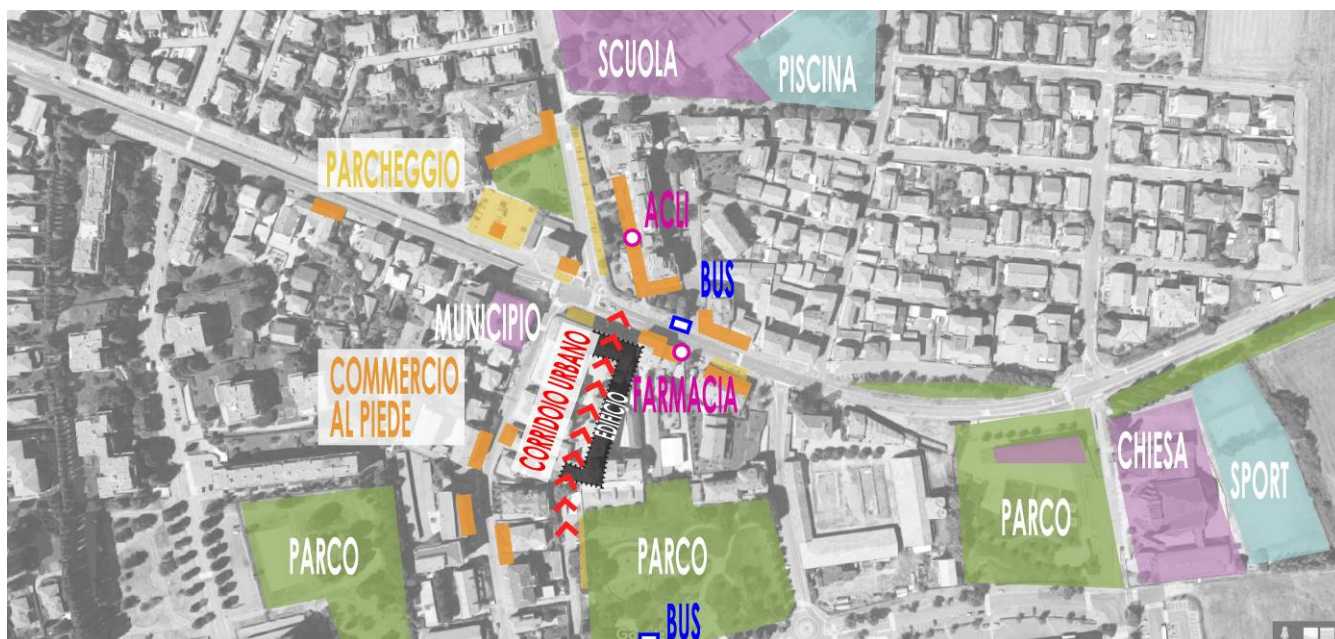 SCUOLA
PISCINA
PARCHEGGIO
ACLI
BUS
MUNICIPIO
COMMERCIO
AL PIEDE
CORRIDOIO URBANO
EDIFICIO
FARMACIA
CHIESA
SPORT
PARCO
PARCO
PARCO
BUS